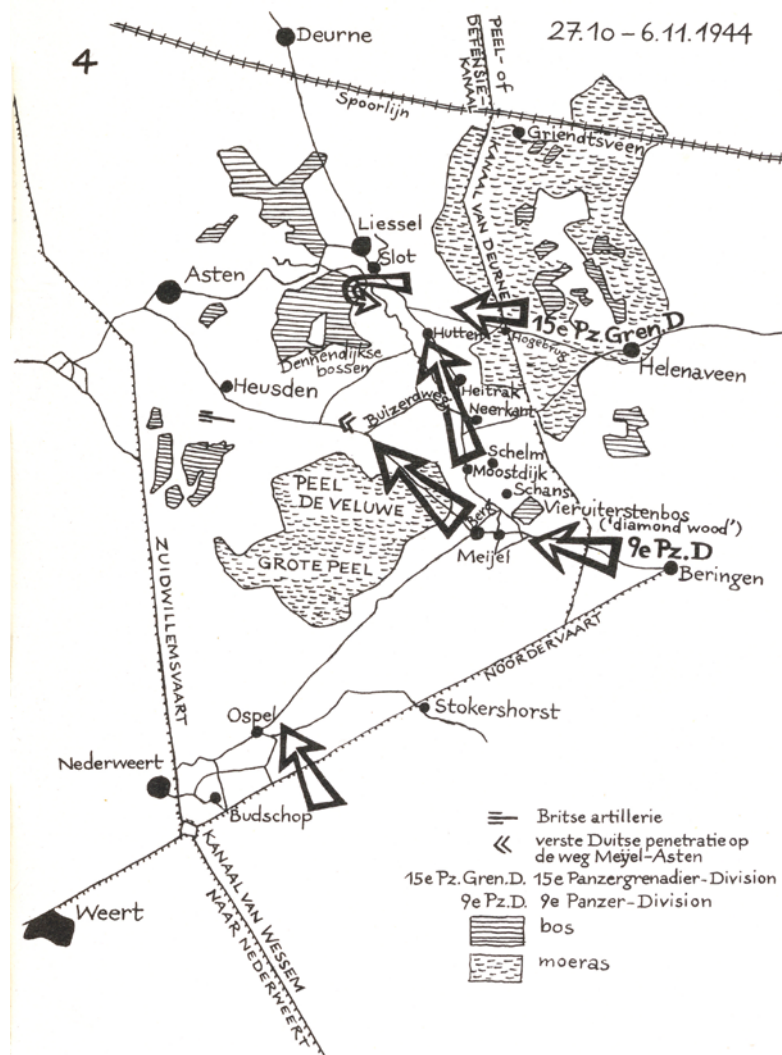 4
27.10 – 6.11.1944
Deurne
PEEL- of
DEFENSIE-
KANAAL
Spoorlijn
Griendtsveen
KANAAL VAN DEURNE
Liessel
Slot
Asten
15e Pz.Gren.D
Hutten
Hogebrug
Helenaveen
Dennendijkse
bossen
Heusden
Heitrak
Buizerdweg
Neerkant
Schelm
Moostdijk
Schans
PEEL
DE VELUWE
Vieruiterstenbos
('diamond wood')
Berg
Meijel
9e Pz.D
GROTE PEEL
Beringen
ZUIDWILLEMSVAART
NOORDERVAART
Ospel
Stokershorst
Nederweert
Budschop
KANAAL VAN WESSEM
NAAR NEDERWEERT
Weert
Britse artillerie
verste Duitse penetratie op
de weg Meijel-Asten
15e Pz.Gren.D. 15e Panzergrenadier-Division
9e Pz.D. 9e Panzer-Division
bos
moeras